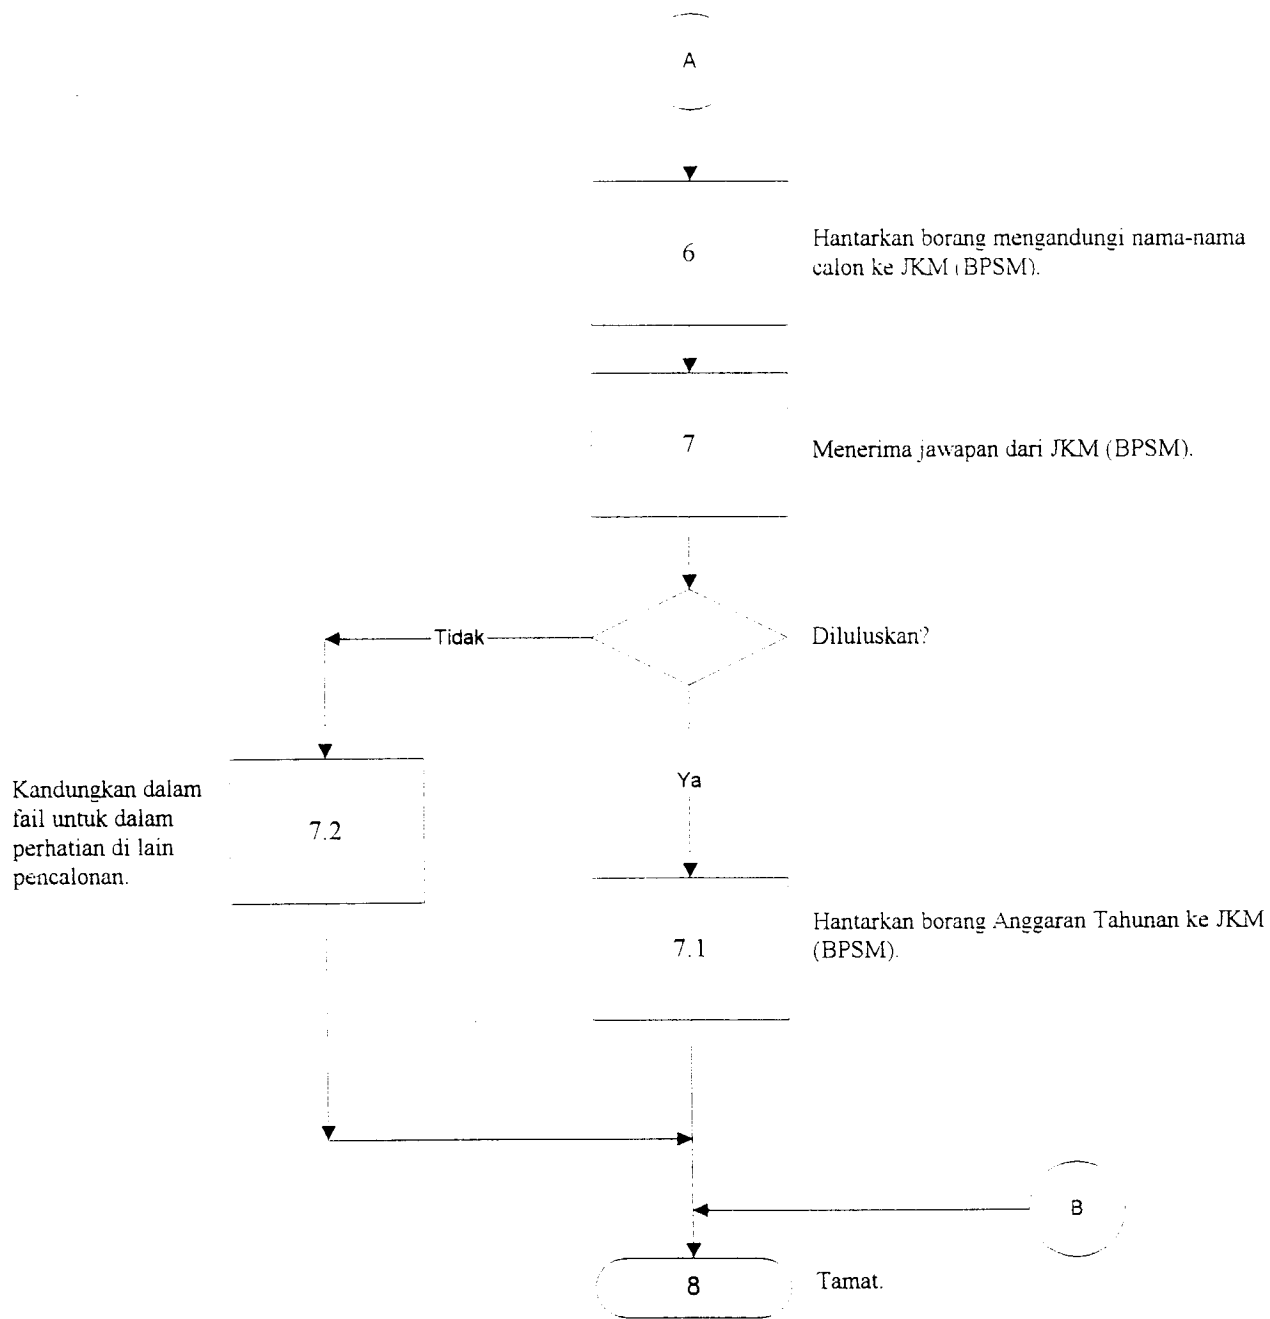 A
6
Hantarkan borang mengandungi nama-nama
calon ke JKM (BPSM).
7
Menerima jawapan dari JKM (BPSM).
Tidak
Diluluskan?
Ya
Kandungkan dalam
fail untuk dalam
perhatian di lain
pencalonan.
7.2
7.1
Hantarkan borang Anggaran Tahunan ke JKM
(BPSM).
B
8
Tamat.